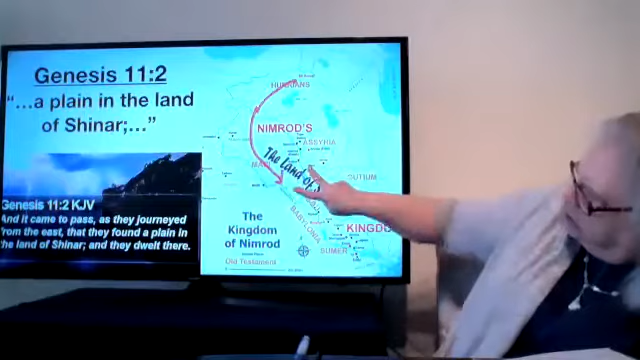 Genesis 11:2
"...a plain in the land
of Shinar;..."
Genesis 11:2 KJV
And it came to pass, as they journeyed
from the east, that they found a plain in
the land of Shinar; and they dwelt there.
HURRIANS
NIMROD'S
ASSYRIA
The Land of
MARI
GUTIUM
BABYLONIA
KINGDO
SUMER
The
Kingdom
of Nimrod
Old Testament